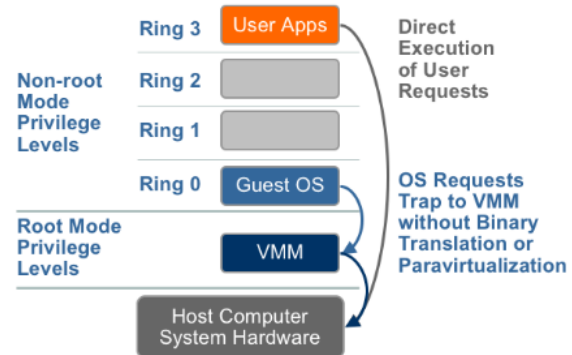 Ring 3
User Apps
Direct
Execution
of User
Requests
Non-root
Mode
Privilege
Levels
Ring 2
Ring 1
Ring 0
Guest OS
OS Requests
Trap to VMM
without Binary
Translation or
Paravirtualization
Root Mode
Privilege
Levels
VMM
Host Computer
System Hardware